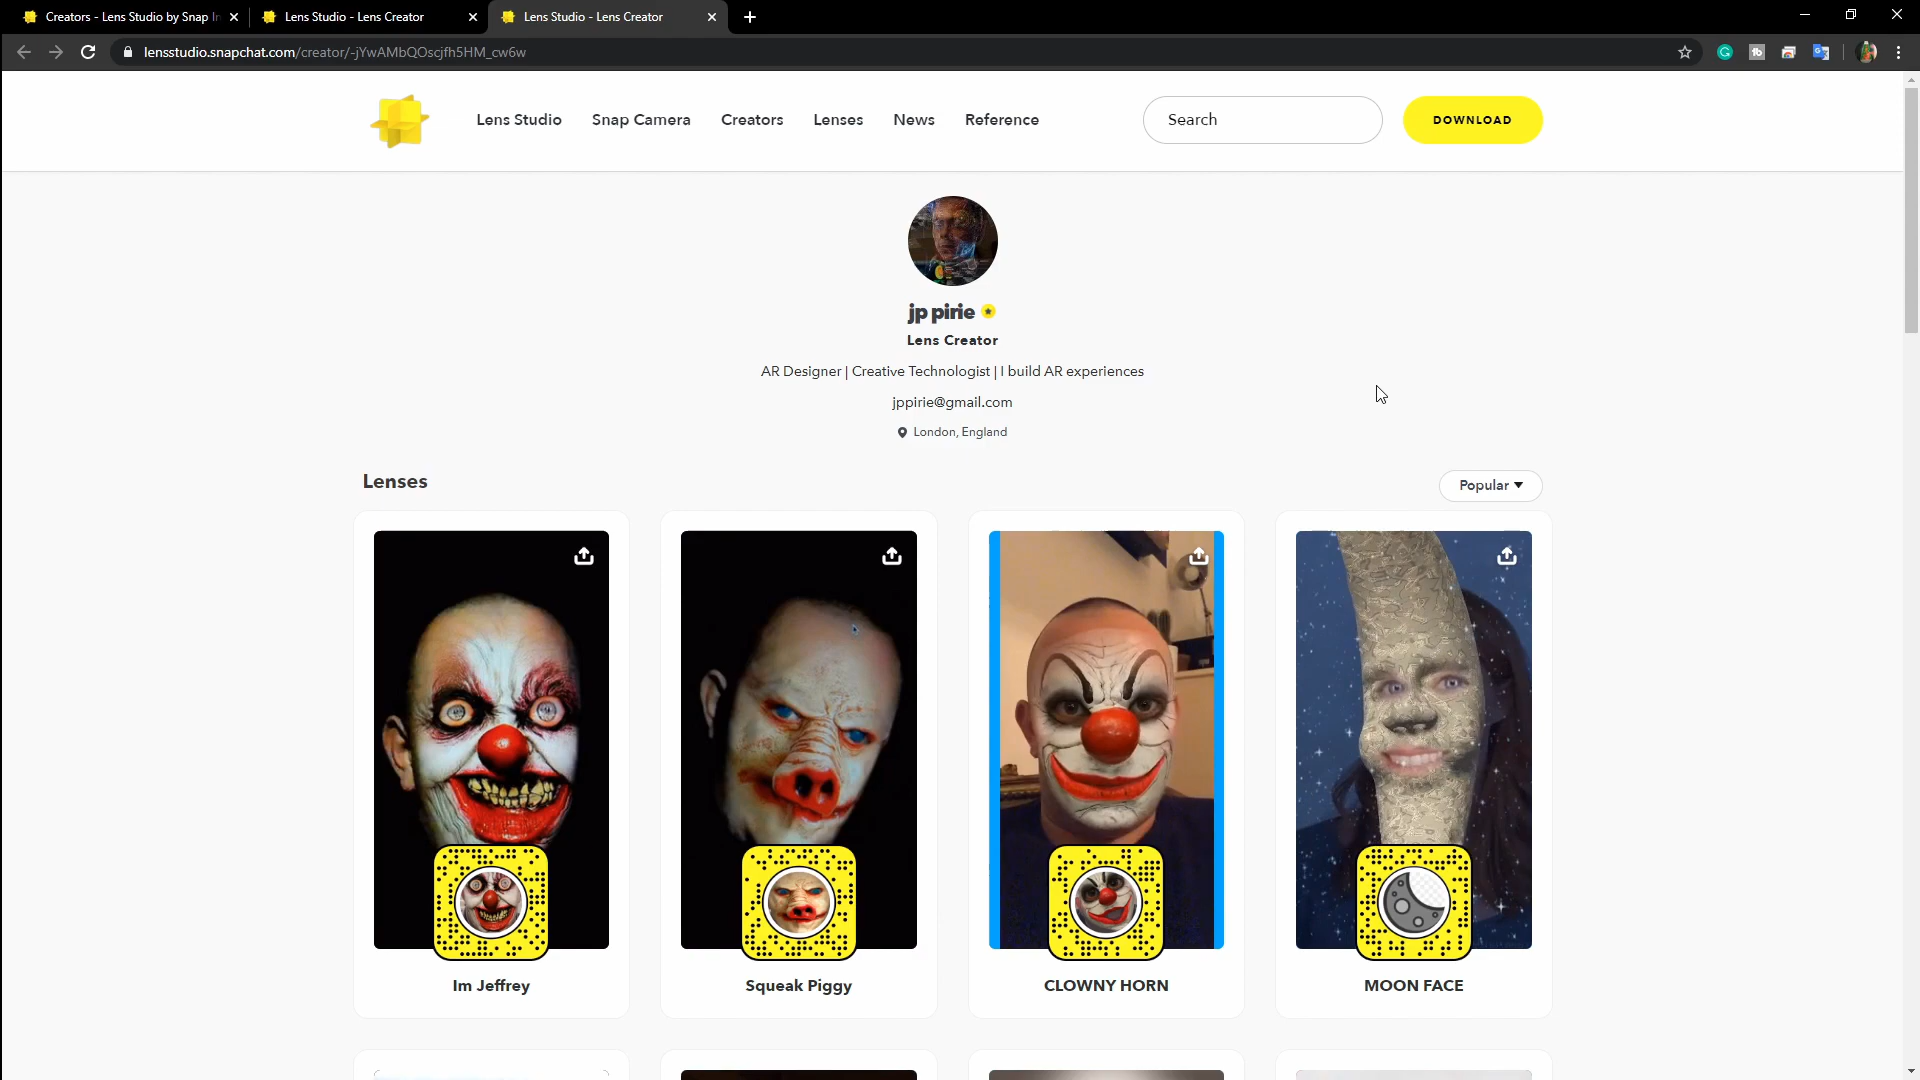 Creators - Lens Studio by Snap I
Lens Studio - Lens Creator
Lens Studio - Lens Creator
lensstudio.snapchat.com/creator/-jYwAMbQOscjfh5HM_cw6w
Lens Studio
Snap Camera
Creators
Lenses
News
Reference
Search
DOWNLOAD
jp pirie
Lens Creator
AR Designer | Creative Technologist | I build AR experiences
jppirie@gmail.com
London, England
Lenses
Popular
Im Jeffrey
Squeak Piggy
CLOWNY HORN
MOON FACE